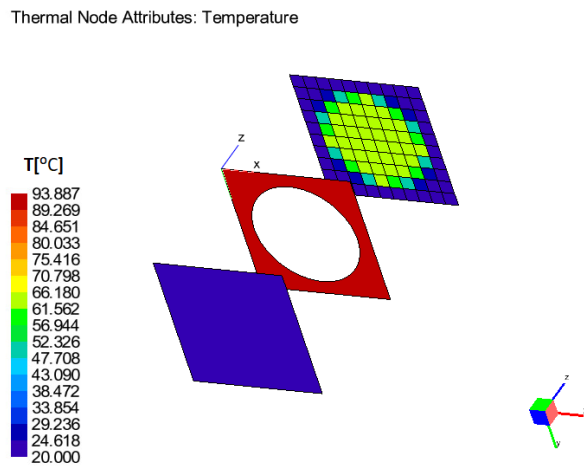 Thermal Node Attributes: Temperature
z
x
T[°C]
93.887
89.269
84.651
80.033
75.416
70.798
66.180
61.562
56.944
52.326
47.708
43.090
38.472
33.854
29.236
24.618
20.000
z
y